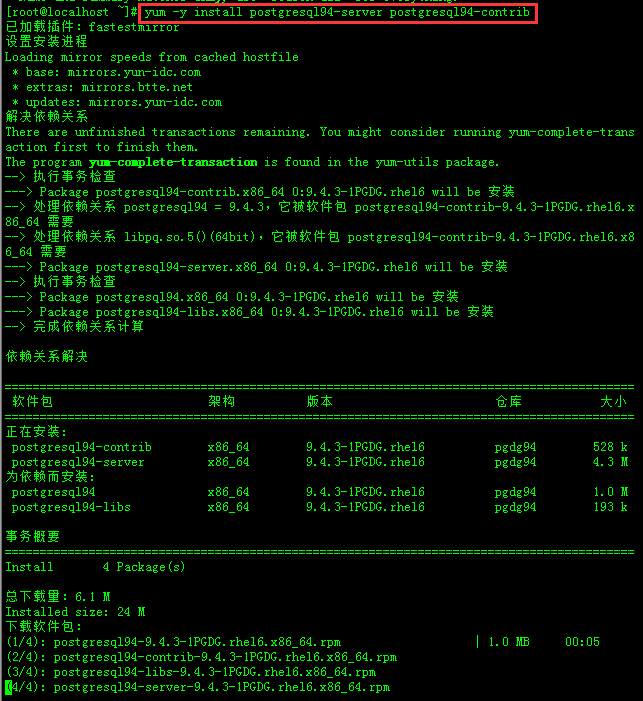 [root@localhost ~]# yum -y install postgresql94-server postgresql94-contrib
已加载插件：fastestmirror
设置安装进程
Loading mirror speeds from cached hostfile
 * base: mirrors.yun-idc.com
 * extras: mirrors.btte.net
 * updates: mirrors.yun-idc.com
解决依赖关系
There are unfinished transactions remaining. You might consider running yum-complete-trans
action first to finish them.
The program yum-complete-transaction is found in the yum-utils package.
--> 执行事务检查
---> Package postgresql94-contrib.x86_64 0:9.4.3-1PGDG.rhel6 will be 安装
--> 处理依赖关系 postgresql94 = 9.4.3，它被软件包 postgresql94-contrib-9.4.3-1PGDG.rhel6.x
86_64 需要
--> 处理依赖关系 libpq.so.5()(64bit)，它被软件包 postgresql94-contrib-9.4.3-1PGDG.rhel6.x8
6_64 需要
---> Package postgresql94-server.x86_64 0:9.4.3-1PGDG.rhel6 will be 安装
--> 执行事务检查
---> Package postgresql94.x86_64 0:9.4.3-1PGDG.rhel6 will be 安装
---> Package postgresql94-libs.x86_64 0:9.4.3-1PGDG.rhel6 will be 安装
--> 完成依赖关系计算
依赖关系解决
软件包 架构 版本 仓库 大小
正在安装:
postgresql94-contrib x86_64 9.4.3-1PGDG.rhel6 pgdg94 528 k
postgresql94-server x86_64 9.4.3-1PGDG.rhel6 pgdg94 4.3 M
为依赖而安装:
postgresql94 x86_64 9.4.3-1PGDG.rhel6 pgdg94 1.0 M
postgresql94-libs x86_64 9.4.3-1PGDG.rhel6 pgdg94 193 k
事务概要
Install 4 Package(s)
总下载量：6.1 M
Installed size: 24 M
下载软件包:
(1/4): postgresql94-9.4.3-1PGDG.rhel6.x86_64.rpm | 1.0 MB 00:05
(2/4): postgresql94-contrib-9.4.3-1PGDG.rhel6.x86_64.rpm
(3/4): postgresql94-libs-9.4.3-1PGDG.rhel6.x86_64.rpm
(4/4): postgresql94-server-9.4.3-1PGDG.rhel6.x86_64.rpm